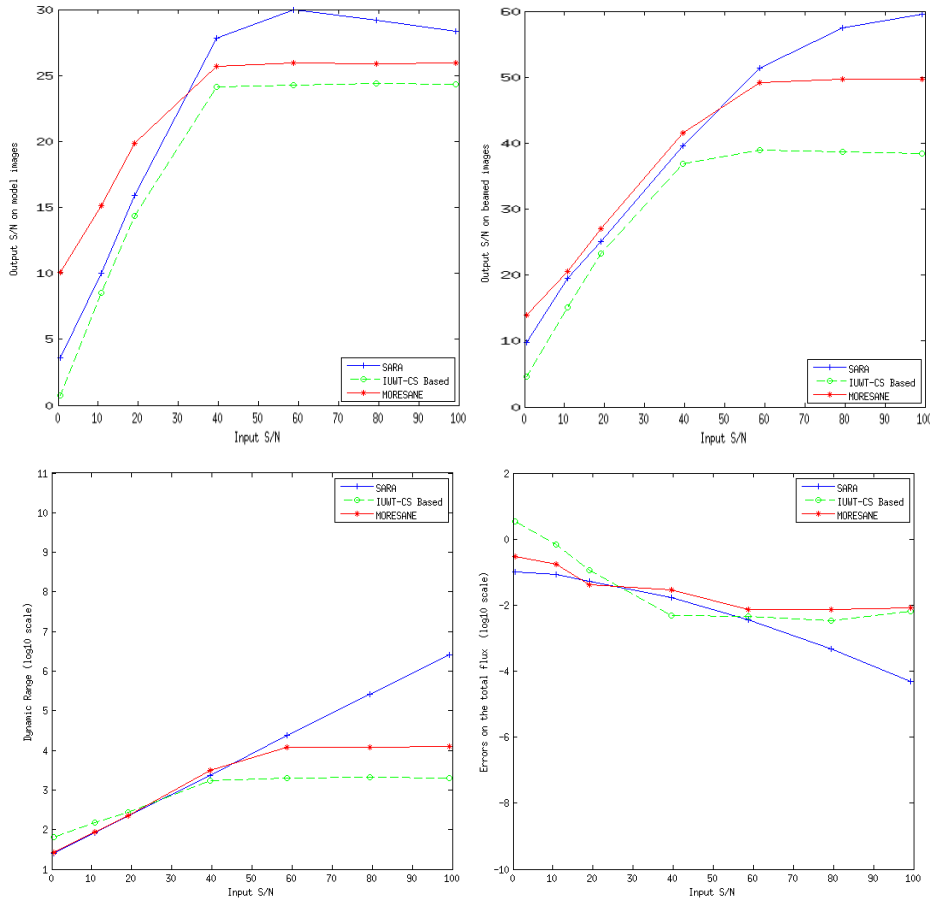 30
25
20
15
10
5
0
Output S/N on model images
0 10 20 30 40 50 60 70 80 90 100
Input S/N
SARA
IUWT-CS Based
MORESANE
60
50
40
30
20
10
0
Output S/N on beamed images
0 10 20 30 40 50 60 70 80 90 100
Input S/N
SARA
IUWT-CS Based
MORESANE
11
10
9
8
7
6
5
4
3
2
1
Dynamic Range (log10 scale)
0 10 20 30 40 50 60 70 80 90 100
Input S/N
SARA
IUWT-CS Based
MORESANE
2
0
-2
-4
-6
-8
-10
Errors on the total flux (log10 scale)
0 10 20 30 40 50 60 70 80 90 100
Input S/N
SARA
IUWT-CS Based
MORESANE